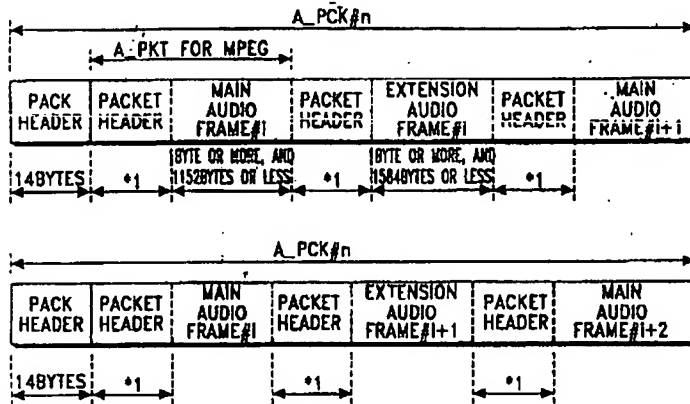 A_PCK#n
A_PKT FOR MPEG
PACK HEADER
PACKET HEADER
MAIN AUDIO FRAME#i
PACKET HEADER
EXTENSION AUDIO FRAME#i
PACKET HEADER
MAIN AUDIO FRAME#i+1
14BYTES
*1
1BYTE OR MORE, AND 1152BYTES OR LESS
*1
1BYTE OR MORE, AND 1584BYTES OR LESS
*1
A_PCK#n
PACK HEADER
PACKET HEADER
MAIN AUDIO FRAME#i
PACKET HEADER
EXTENSION AUDIO FRAME#i+1
PACKET HEADER
MAIN AUDIO FRAME#i+2
14BYTES
*1
*1
*1